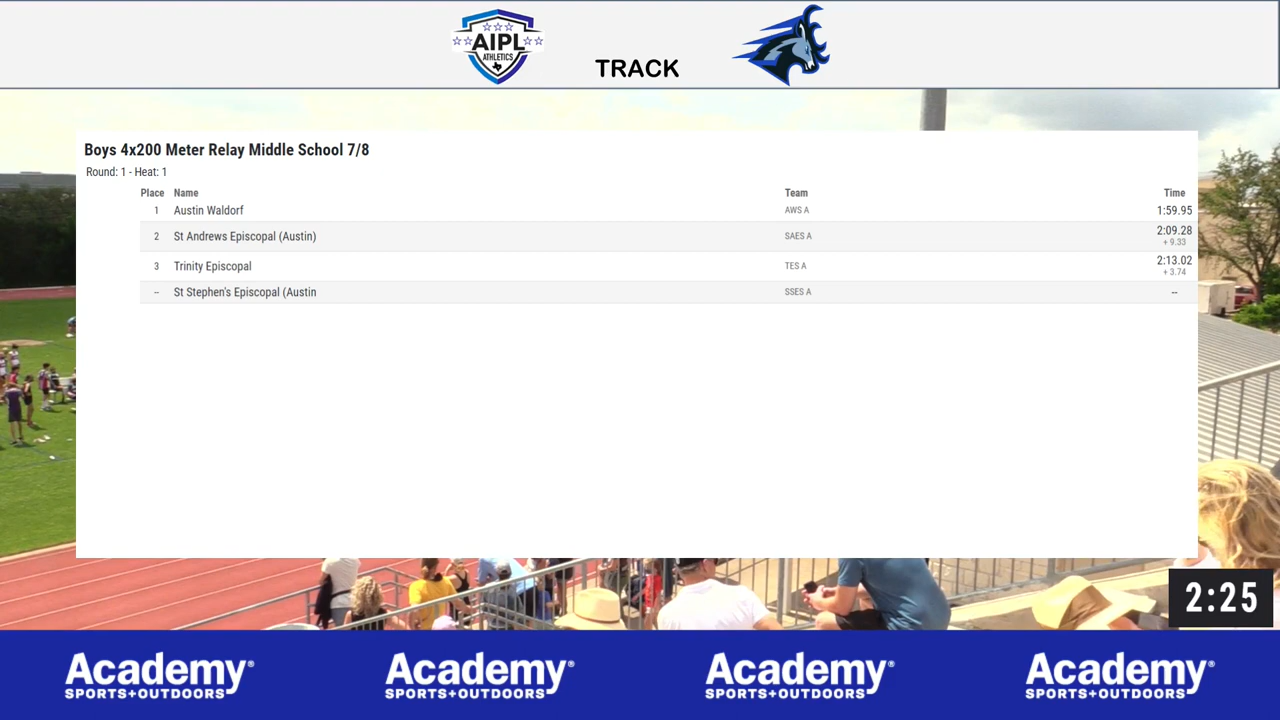 AIPL
ATHLETICS
TRACK
Boys 4x200 Meter Relay Middle School 7/8
Round: 1 - Heat: 1
Place Name Team Time
1 Austin Waldorf AWS A 1:59.95
2 St Andrews Episcopal (Austin) SAES A 2:09.28
+ 9.33
3 Trinity Episcopal TES A 2:13.02
+ 3.74
-- St Stephen's Episcopal (Austin SSES A --
2:25
Academy® Academy® Academy® Academy®
SPORTS+OUTDOORS SPORTS+OUTDOORS SPORTS+OUTDOORS SPORTS+OUTDOORS